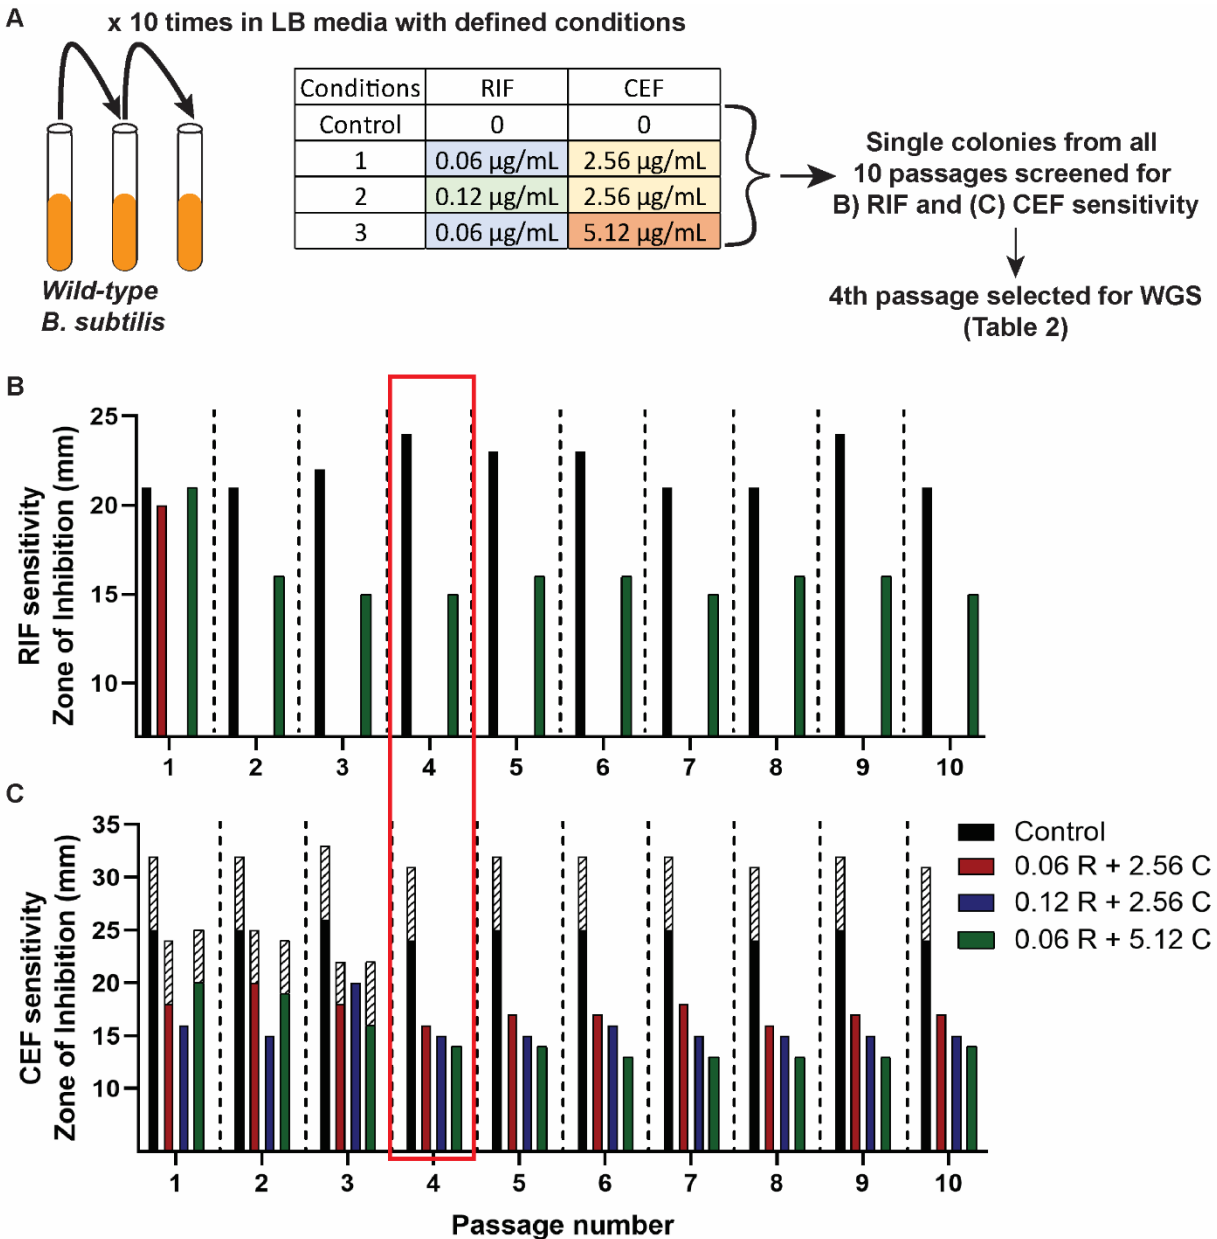 A
x 10 times in LB media with defined conditions
Wild-type
B. subtilis
Conditions RIF CEF
Control 0 0
1 0.06 µg/mL 2.56 µg/mL
2 0.12 µg/mL 2.56 µg/mL
3 0.06 µg/mL 5.12 µg/mL
Single colonies from all
10 passages screened for
B) RIF and (C) CEF sensitivity
4th passage selected for WGS
(Table 2)
B
RIF sensitivity
Zone of Inhibition (mm)
25
20
15
10
1 2 3 4 5 6 7 8 9 10
C
CEF sensitivity
Zone of Inhibition (mm)
35
30
25
20
15
10
1 2 3 4 5 6 7 8 9 10
Passage number
Control
0.06 R + 2.56 C
0.12 R + 2.56 C
0.06 R + 5.12 C